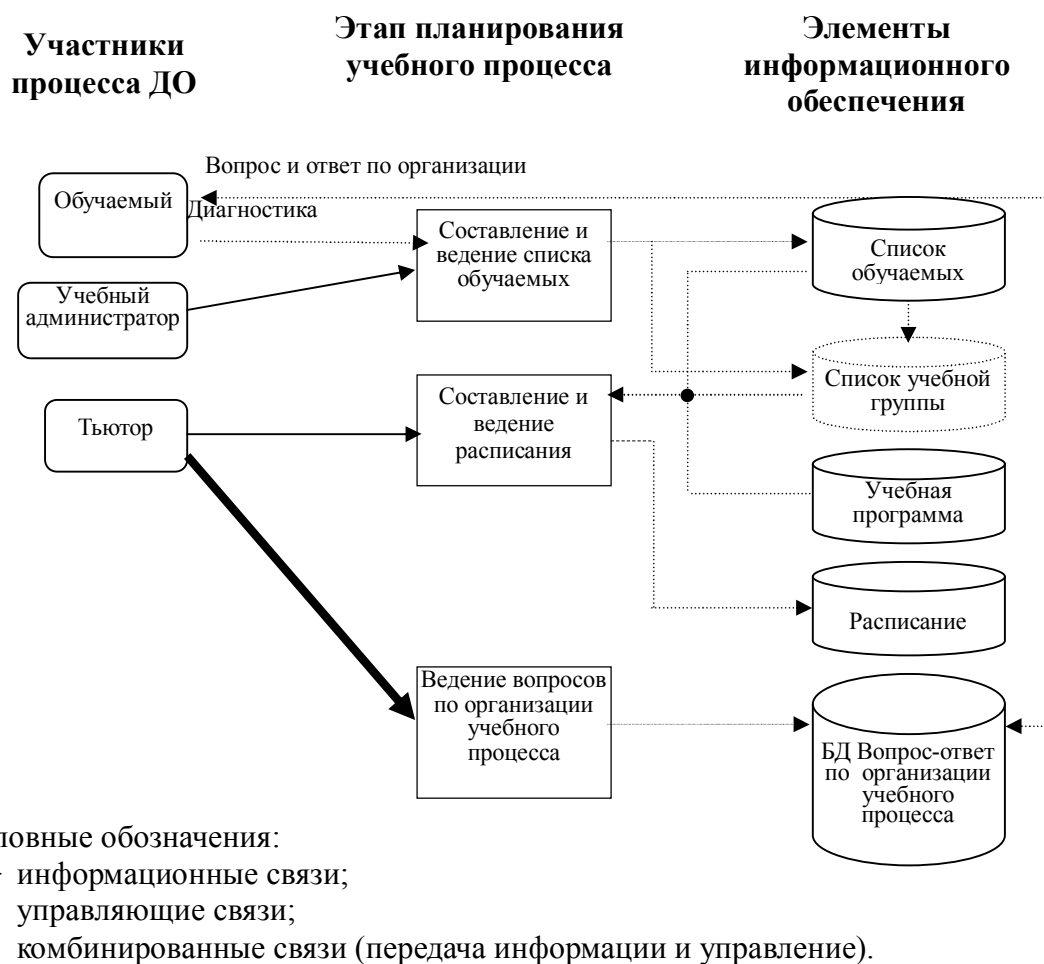 Участники
процесса ДО
Этап планирования
учебного процесса
Элементы
информационного
обеспечения
Вопрос и ответ по организации
Обучаемый
Диагностика
Составление и
ведение списка
обучаемых
Список
обучаемых
Учебный
администратор
Список учебной
группы
Тьютор
Составление и
ведение
расписания
Учебная
программа
Расписание
Ведение вопросов
по организации
учебного
процесса
БД Вопрос-ответ
по организации
учебного
процесса
ловные обозначения:
информационные связи;
управляющие связи;
комбинированные связи (передача информации и управление).